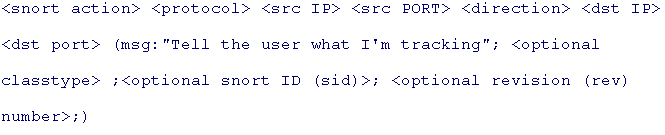 <snort action> <protocol> <src IP> <src PORT> <direction> <dst IP>
<dst port> (msg:"Tell the user what I'm tracking"; <optional
classtype> ;<optional snort ID (sid)>; <optional revision (rev)
number>;)